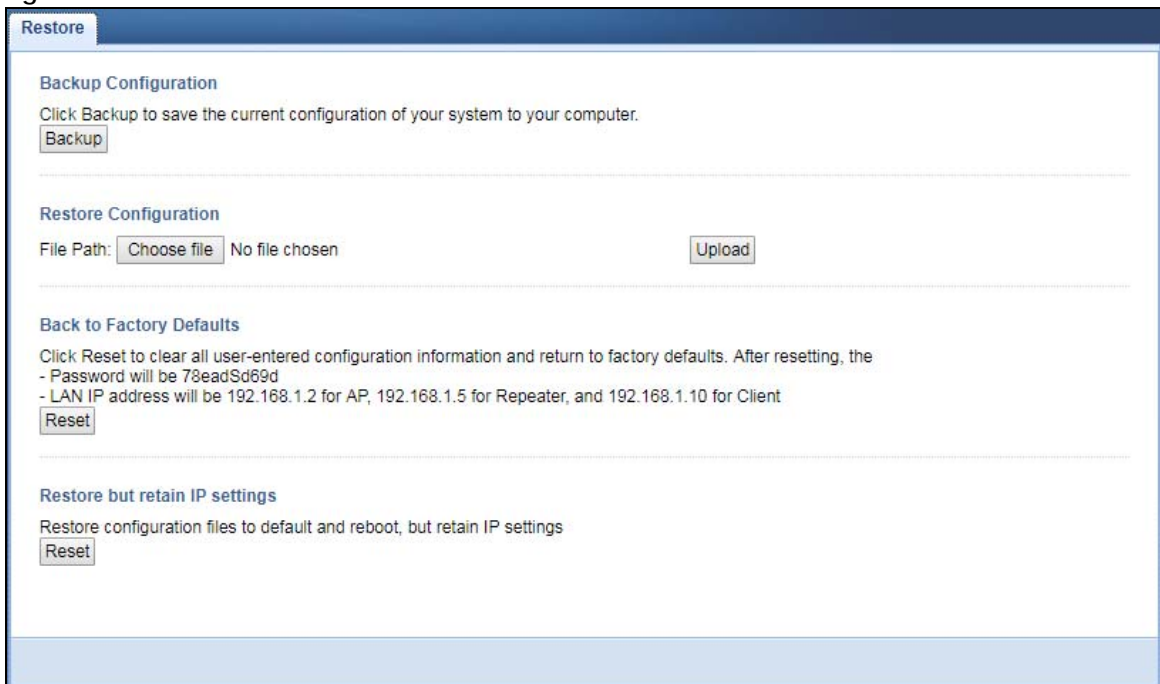 Restore
Backup Configuration
Click Backup to save the current configuration of your system to your computer.
Backup
Restore Configuration
File Path: Choose file No file chosen Upload
Back to Factory Defaults
Click Reset to clear all user-entered configuration information and return to factory defaults. After resetting, the
- Password will be 78eadSd69d
- LAN IP address will be 192.168.1.2 for AP, 192.168.1.5 for Repeater, and 192.168.1.10 for Client
Reset
Restore but retain IP settings
Restore configuration files to default and reboot, but retain IP settings
Reset